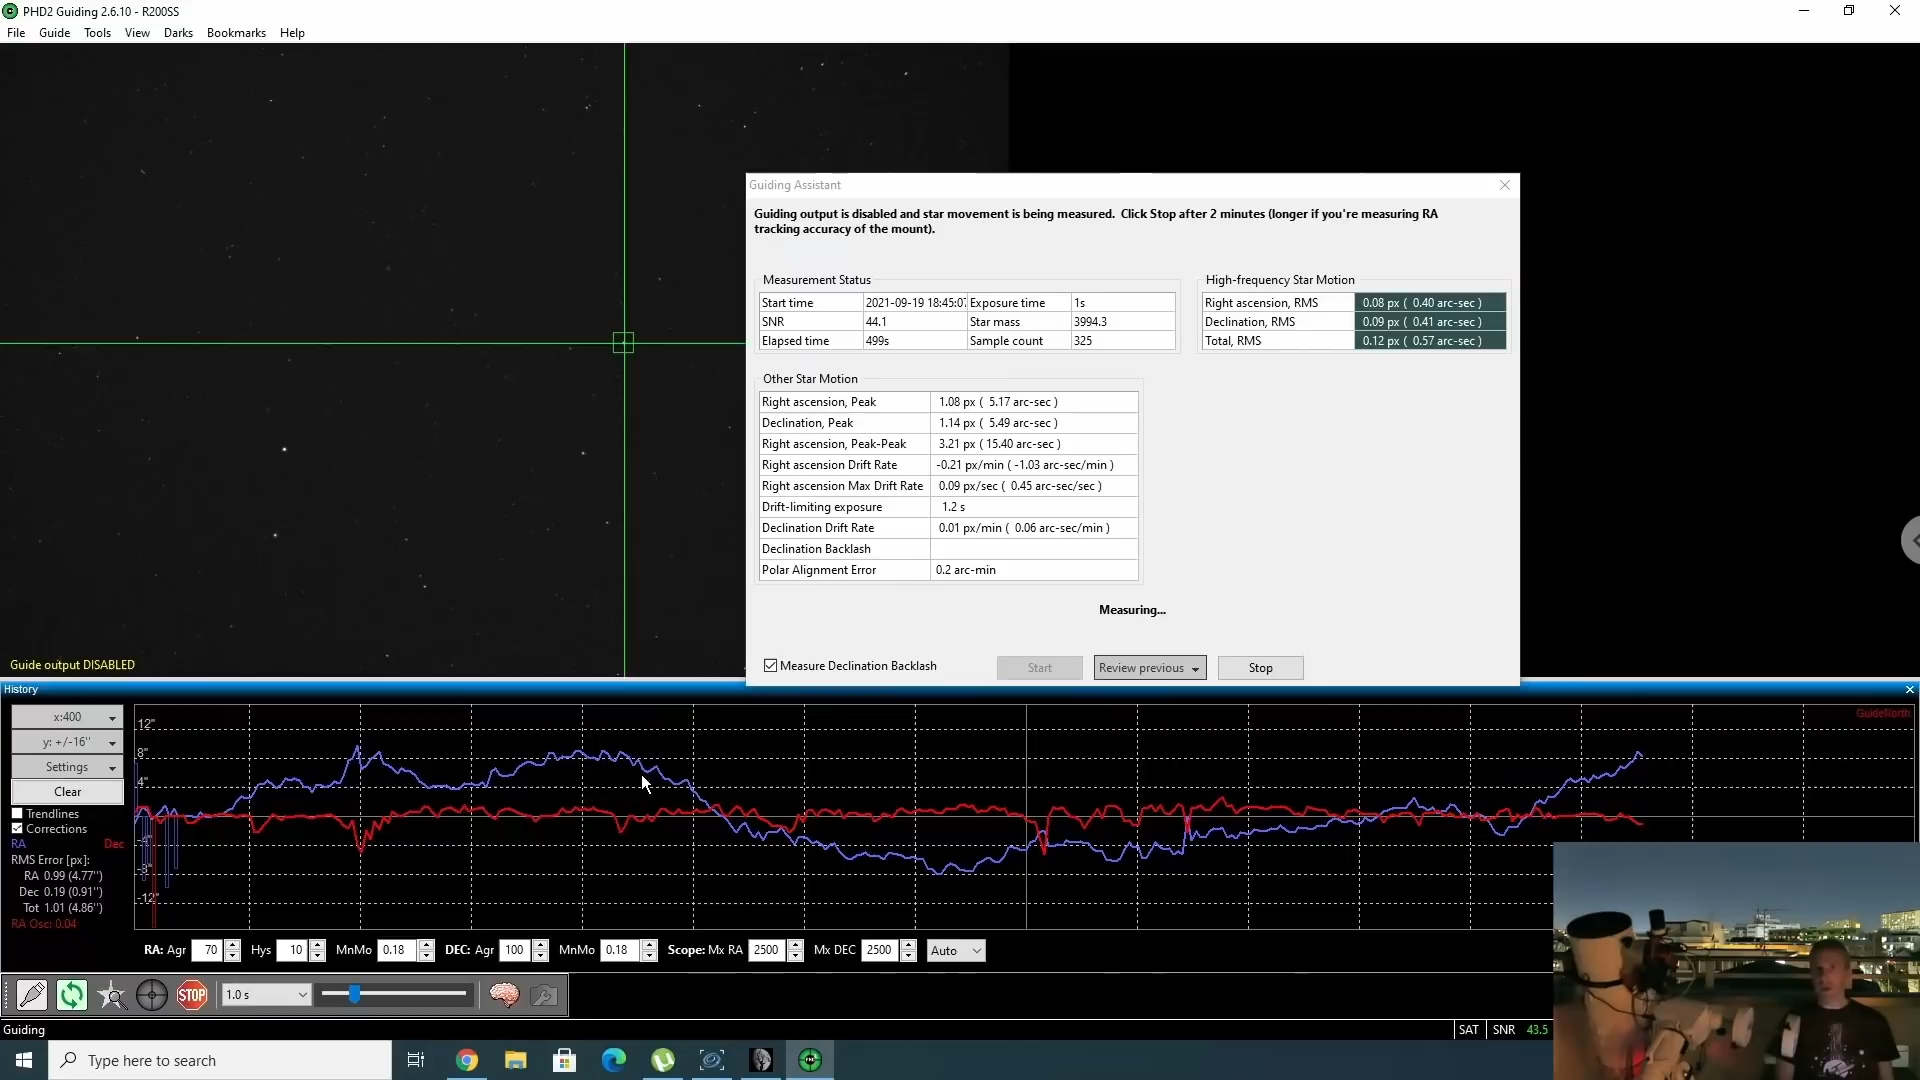 PHD2 Guiding 2.6.10 - R200SS
File Guide Tools View Darks Bookmarks Help
Guiding Assistant
Guiding output is disabled and star movement is being measured. Click Stop after 2 minutes (longer if you're measuring RA
tracking accuracy of the mount).
Measurement Status
Start time 2021-09-19 18:45:07 Exposure time 1s
SNR 44.1 Star mass 3994.3
Elapsed time 499s Sample count 325
High-frequency Star Motion
Right ascension, RMS 0.08 px ( 0.40 arc-sec )
Declination, RMS 0.09 px ( 0.41 arc-sec )
Total, RMS 0.12 px ( 0.57 arc-sec )
Other Star Motion
Right ascension, Peak 1.08 px ( 5.17 arc-sec )
Declination, Peak 1.14 px ( 5.49 arc-sec )
Right ascension, Peak-Peak 3.21 px ( 15.40 arc-sec )
Right ascension Drift Rate -0.21 px/min ( -1.03 arc-sec/min )
Right ascension Max Drift Rate 0.09 px/sec ( 0.45 arc-sec/sec )
Drift-limiting exposure 1.2 s
Declination Drift Rate 0.01 px/min ( 0.06 arc-sec/min )
Declination Backlash
Polar Alignment Error 0.2 arc-min
Measuring...
Measure Declination Backlash Start Review previous Stop
Guide output DISABLED
History
x:400
y: +/-16''
Settings
Clear
Trendlines
Corrections
RA Dec
RMS Error [px]:
RA 0.99 (4.77'')
Dec 0.19 (0.91'')
Tot 1.01 (4.86'')
RA Osc: 0.04
12''
8''
4''
-4''
-8''
-12''
GuideNorth
RA: Agr 70 Hys 10 MnMo 0.18 DEC: Agr 100 MnMo 0.18 Scope: Mx RA 2500 Mx DEC 2500 Auto
STOP 1.0 s
Guiding SAT SNR 43.5
Type here to search